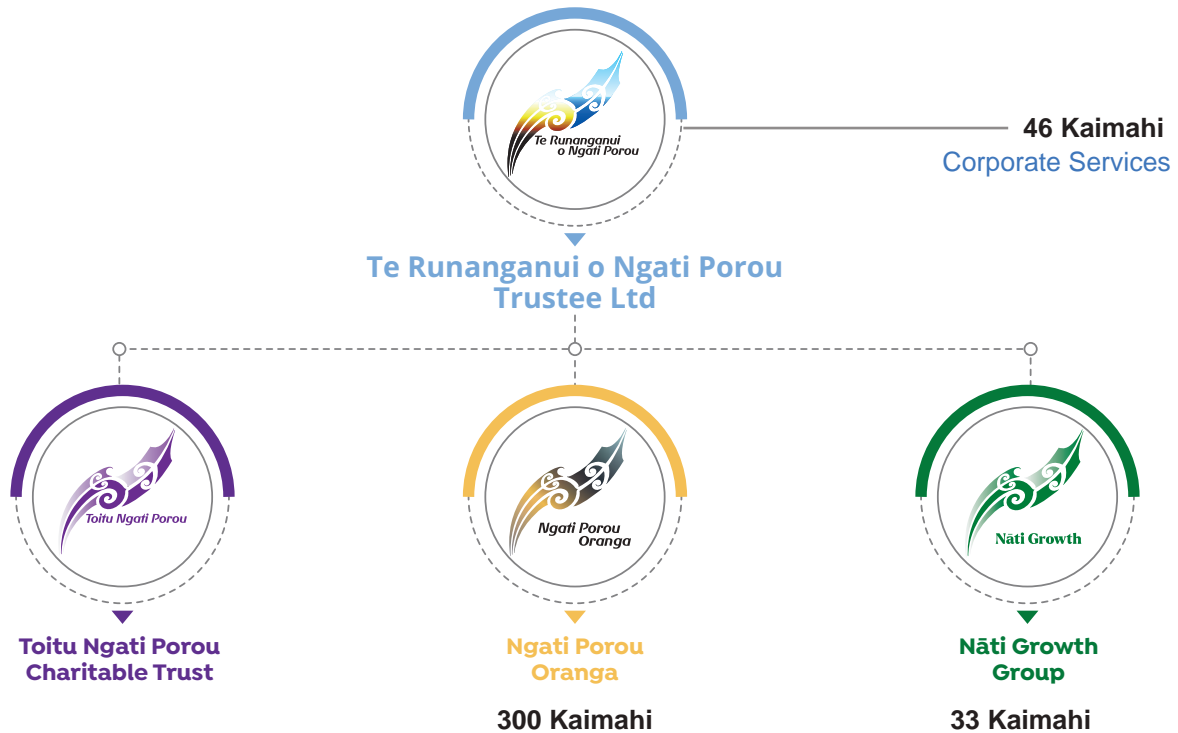 Te Runanganui
o Ngati Porou
46 Kaimahi
Corporate Services
Te Runanganui o Ngati Porou
Trustee Ltd
Toitu Ngati Porou
Ngati Porou
Oranga
Nāti Growth
Toitu Ngati Porou
Charitable Trust
Ngati Porou
Oranga
Nāti Growth
Group
300 Kaimahi
33 Kaimahi